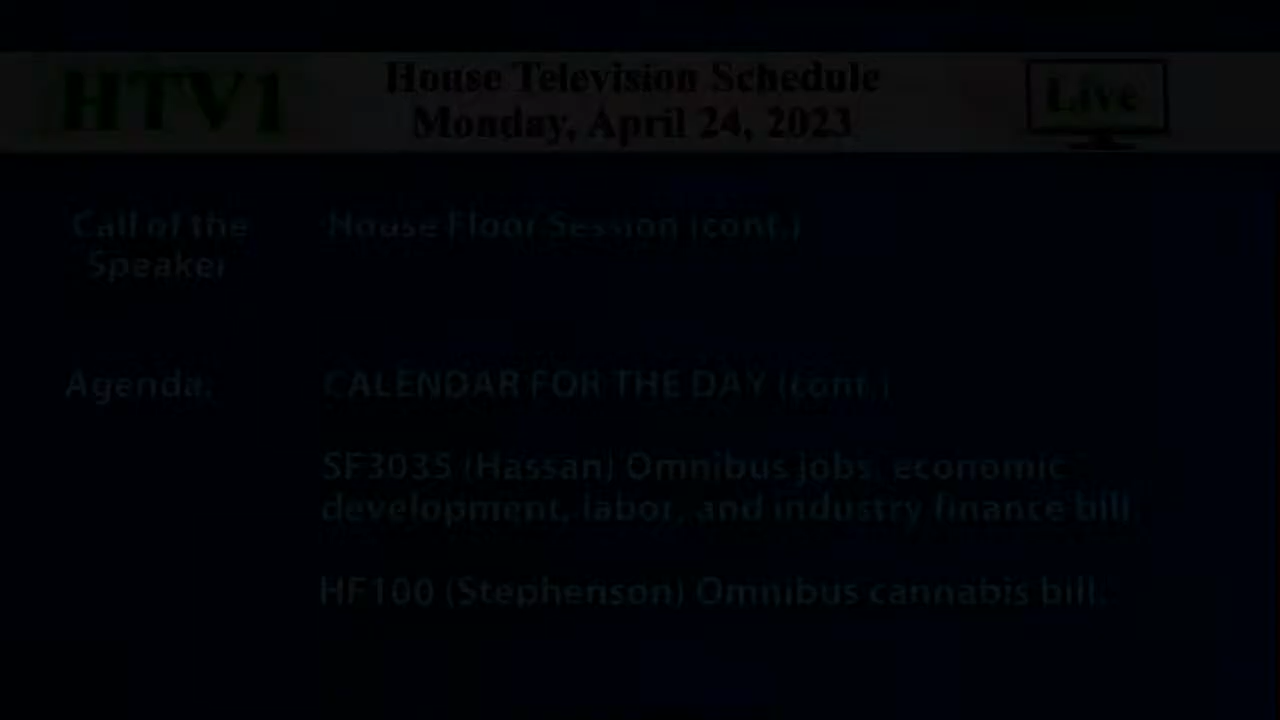 HTV1
House Television Schedule
Monday, April 24, 2023
Live
Call of the
Speaker
House Floor Session (cont.)
Agenda:
CALENDAR FOR THE DAY (cont.)
SF3035 (Hassan) Omnibus jobs, economic
development, labor, and industry finance bill.
HF100 (Stephenson) Omnibus cannabis bill.